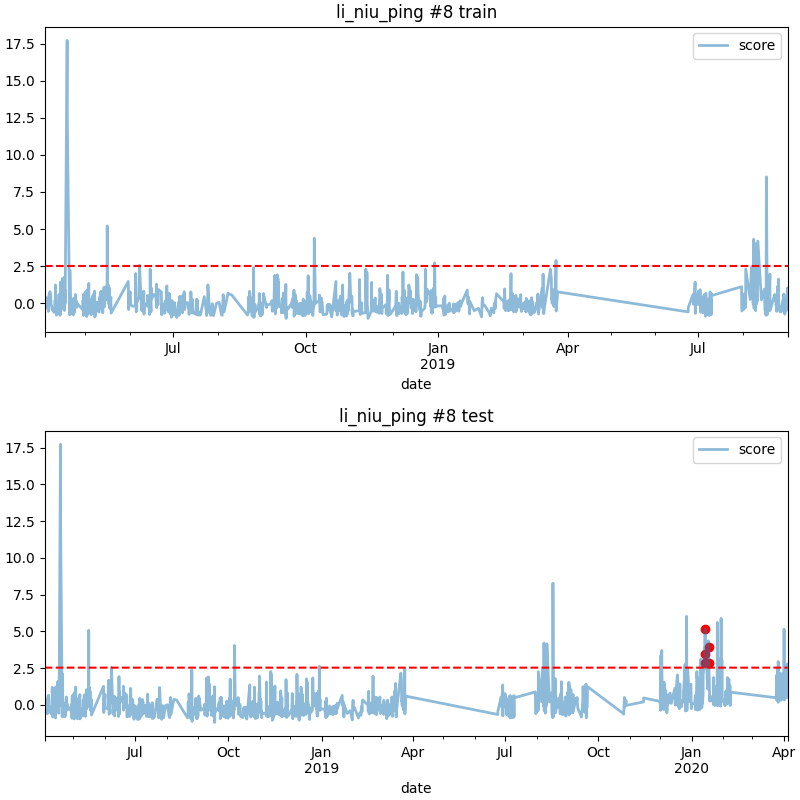 li_niu_ping #8 train
score
17.5
15.0
12.5
10.0
7.5
5.0
2.5
0.0
Jul Oct Jan Apr Jul
2019
date
li_niu_ping #8 test
score
17.5
15.0
12.5
10.0
7.5
5.0
2.5
0.0
Jul Oct Jan Apr Jul Oct Jan Apr
2019 2020
date